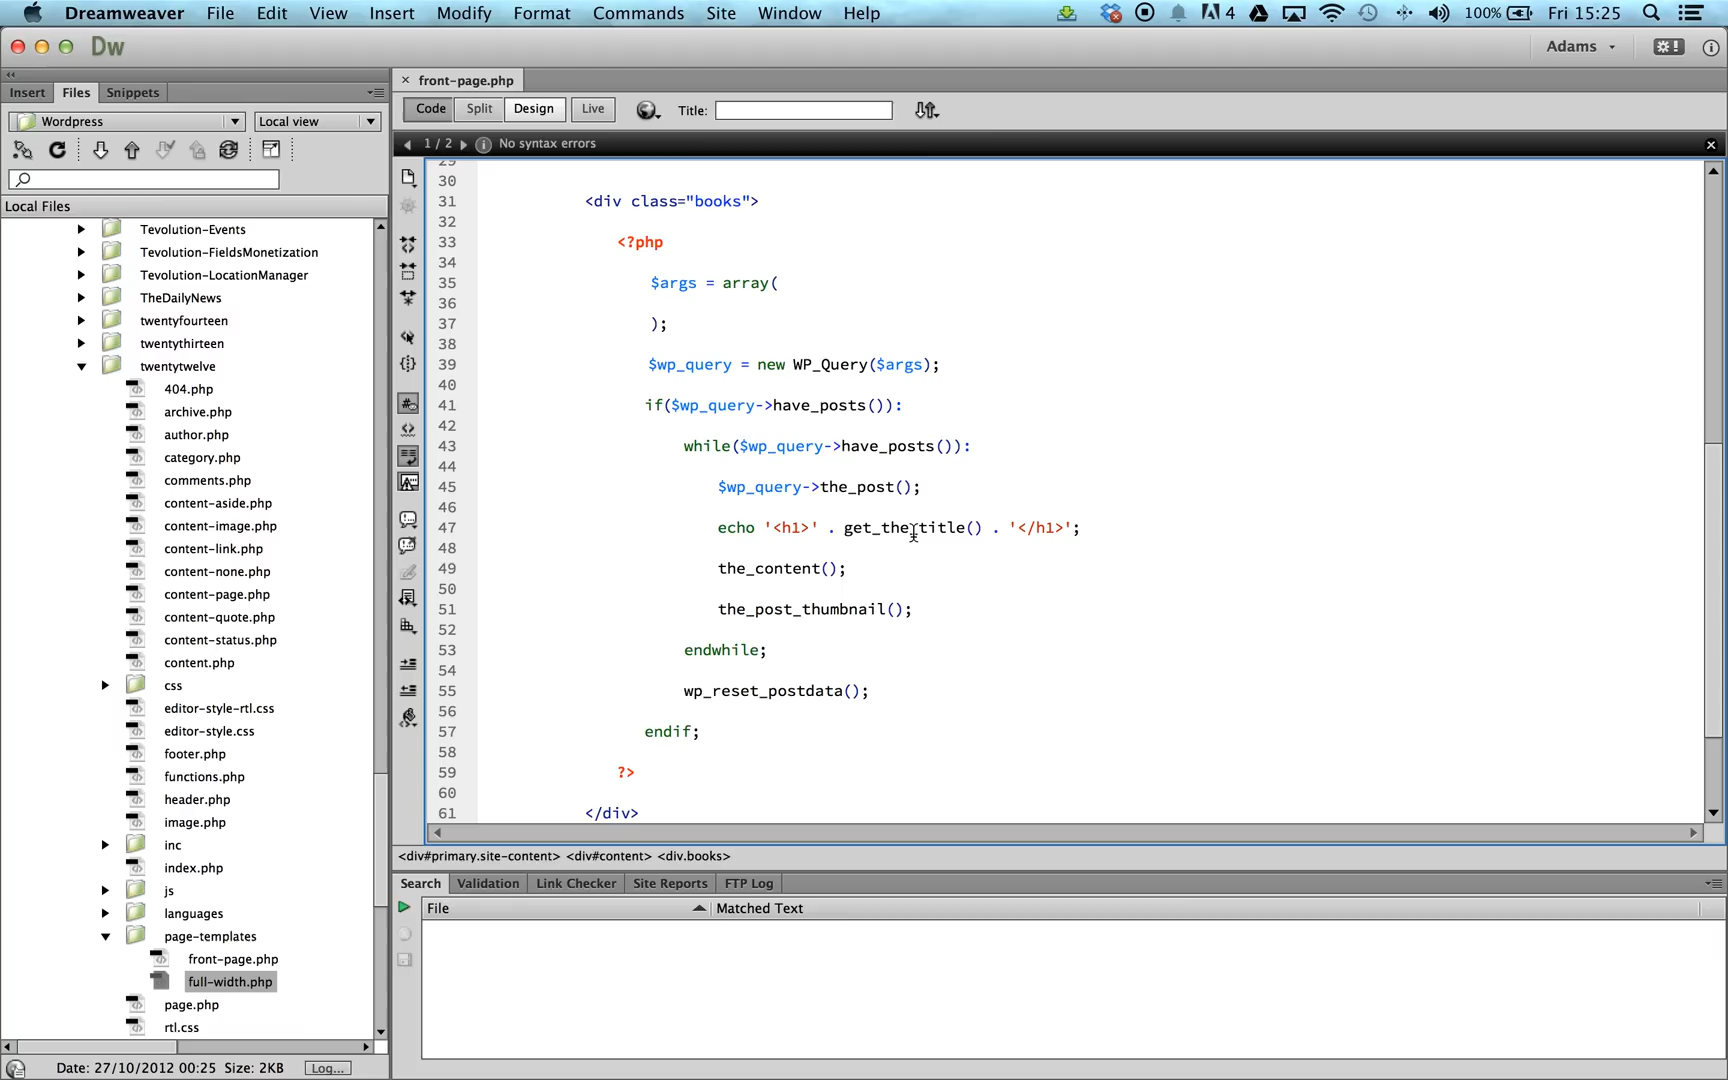 Dreamweaver File Edit View Insert Modify Format Commands Site Window Help 4 100% Fri 15:25
Dw Adams
Insert Files Snippets
front-page.php
Code Split Design Live Title:
Wordpress Local view
1 / 2 No syntax errors
Local Files
Tevolution-Events
Tevolution-FieldsMonetization
Tevolution-LocationManager
TheDailyNews
twentyfourteen
twentythirteen
twentytwelve
404.php
archive.php
author.php
category.php
comments.php
content-aside.php
content-image.php
content-link.php
content-none.php
content-page.php
content-quote.php
content-status.php
content.php
css
editor-style-rtl.css
editor-style.css
footer.php
functions.php
header.php
image.php
inc
index.php
js
languages
page-templates
front-page.php
full-width.php
page.php
rtl.css
Date: 27/10/2012 00:25 Size: 2KB Log...
29
30
31 <div class="books">
32
33 <?php
34
35 $args = array(
36
37 );
38
39 $wp_query = new WP_Query($args);
40
41 if($wp_query->have_posts()):
42
43 while($wp_query->have_posts()):
44
45 $wp_query->the_post();
46
47 echo '<h1>' . get_the_title() . '</h1>';
48
49 the_content();
50
51 the_post_thumbnail();
52
53 endwhile;
54
55 wp_reset_postdata();
56
57 endif;
58
59 ?>
60
61 </div>
<div#primary.site-content> <div#content> <div.books>
Search Validation Link Checker Site Reports FTP Log
File Matched Text